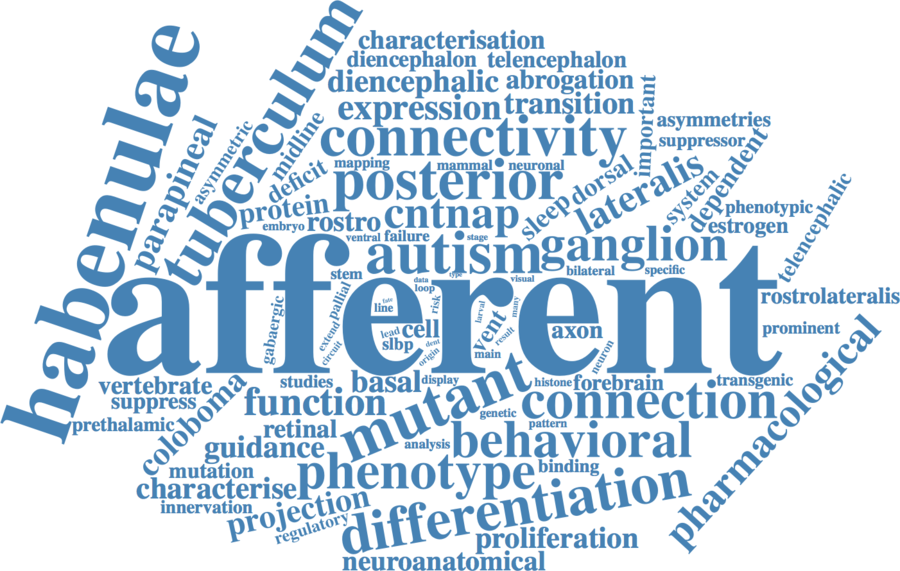 characterisation
diencephalon telencephalon
diencephalic abrogation
expression transition
connectivity
important
asymmetries
suppressor
habenulae
tuberculum
parapineal
asymmetric
midline
deficit
mapping mammal neuronal
posterior
dorsal
lateralis
system
dependent
protein
embryo
rostro
cntnap
sleep
phenotypic
estrogen
telencephalic
ventral failure stage
autism
ganglion
afferent
stem
data
type
visual
bilateral specific
loop
pallial
fate
line
risk
larval
many
rostrolateralis
gabaergic
extend
circuit
lead
cell
slbp
dent
origin
vent
result
main
axon
neuron
prominent
vertebrate
studies
basal
display
mutant
histone
forebrain
transgenic
suppress
coloboma
function
genetic
connection
pharmacological
prethalamic
retinal
pattern
guidance
analysis
behavioral
mutation
phenotype
binding
characterise
innervation
projection
regulatory
differentiation
proliferation
neuroanatomical